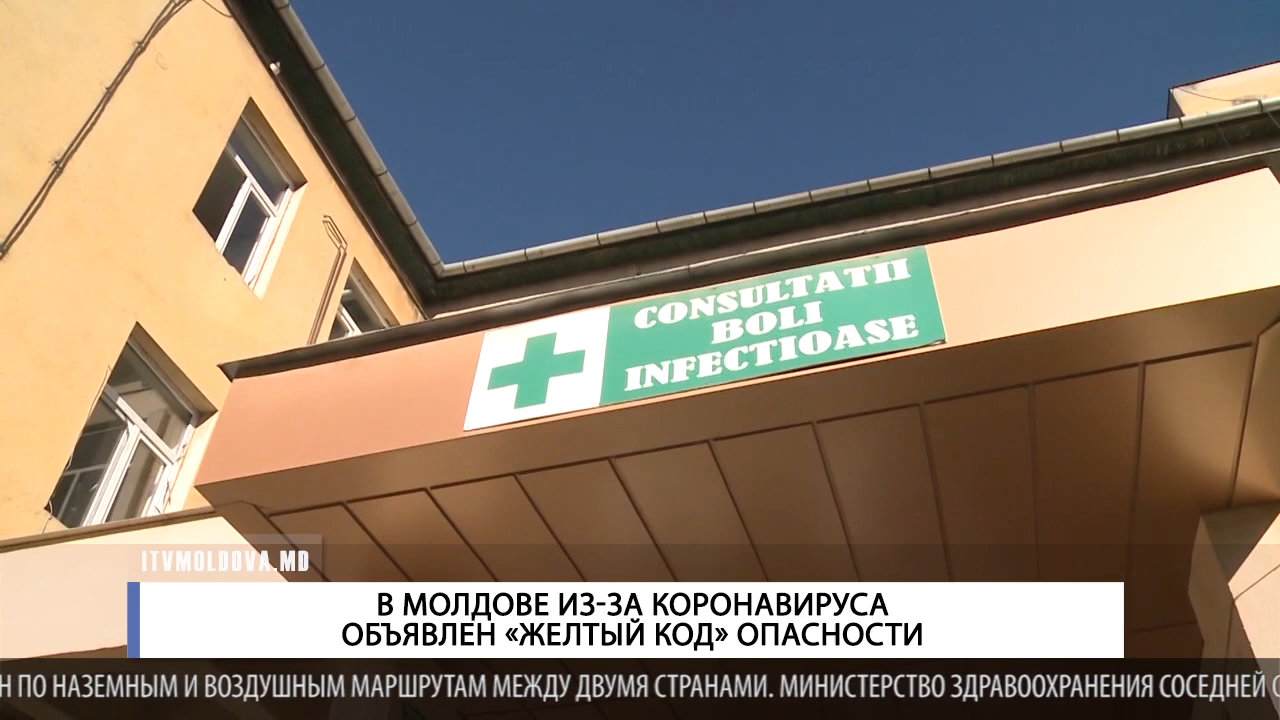 CONSULTATII
BOLI
INFECTIOASE
ITVMOLDOVA.MD
В МОЛДОВЕ ИЗ-ЗА КОРОНАВИРУСА
ОБЪЯВЛЕН «ЖЕЛТЫЙ КОД» ОПАСНОСТИ
ПО НАЗЕМНЫМ И ВОЗДУШНЫМ МАРШРУТАМ МЕЖДУ ДВУМЯ СТРАНАМИ. МИНИСТЕРСТВО ЗДРАВООХРАНЕНИЯ СОСЕДНЕЙ